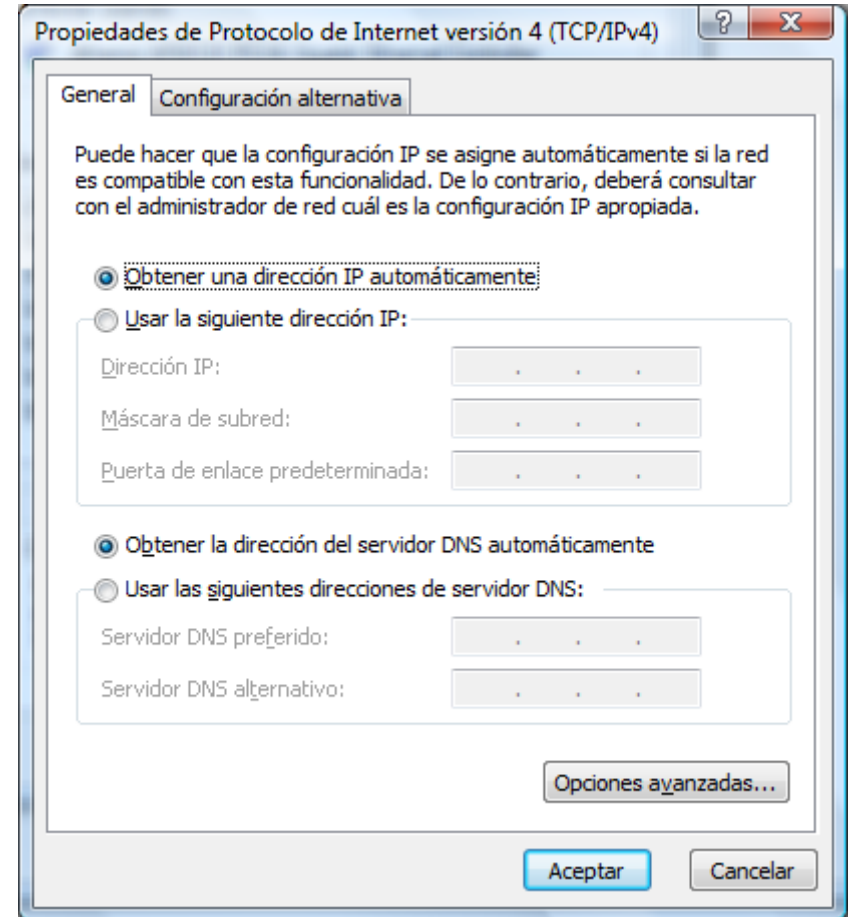 Propiedades de Protocolo de Internet versión 4 (TCP/IPv4)
General
Configuración alternativa
Puede hacer que la configuración IP se asigne automáticamente si la red
es compatible con esta funcionalidad. De lo contrario, deberá consultar
con el administrador de red cuál es la configuración IP apropiada.
Obtener una dirección IP automáticamente
Usar la siguiente dirección IP:
Dirección IP:
Máscara de subred:
Puerta de enlace predeterminada:
Obtener la dirección del servidor DNS automáticamente
Usar las siguientes direcciones de servidor DNS:
Servidor DNS preferido:
Servidor DNS alternativo:
Opciones avanzadas...
Aceptar
Cancelar